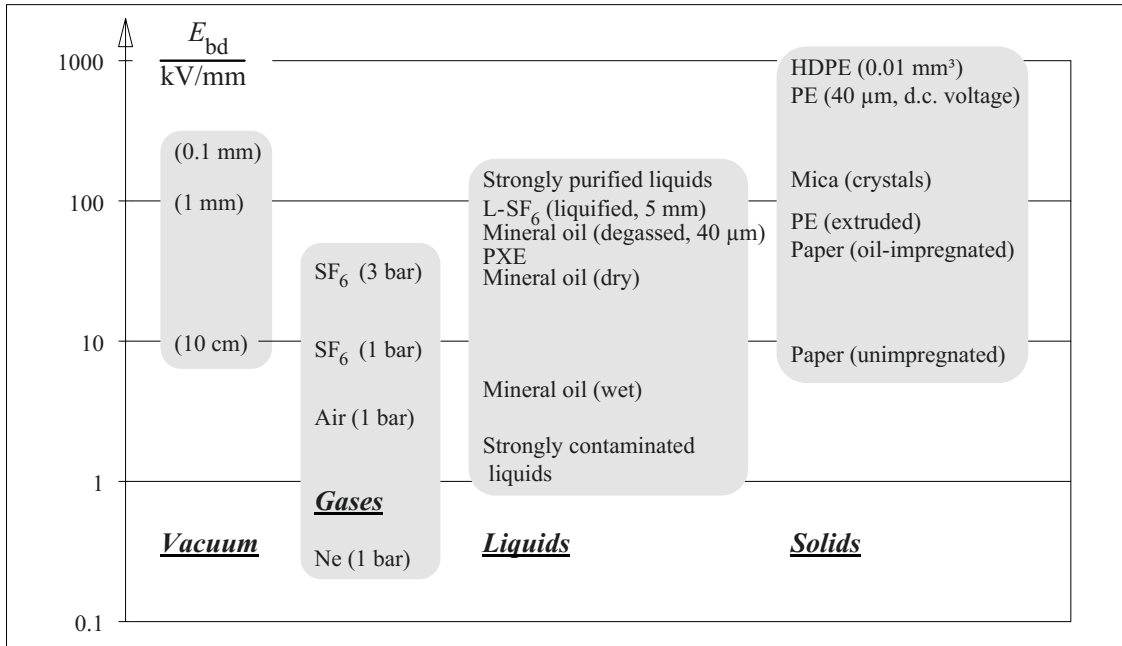 E_bd
kV/mm
1000
100
10
1
0.1
(0.1 mm)
(1 mm)
(10 cm)
Vacuum
SF₆ (3 bar)
SF₆ (1 bar)
Air (1 bar)
Gases
Ne (1 bar)
Strongly purified liquids
L-SF₆ (liquified, 5 mm)
Mineral oil (degassed, 40 µm)
PXE
Mineral oil (dry)
Mineral oil (wet)
Strongly contaminated
liquids
Liquids
HDPE (0.01 mm³)
PE (40 µm, d.c. voltage)
Mica (crystals)
PE (extruded)
Paper (oil-impregnated)
Paper (unimpregnated)
Solids